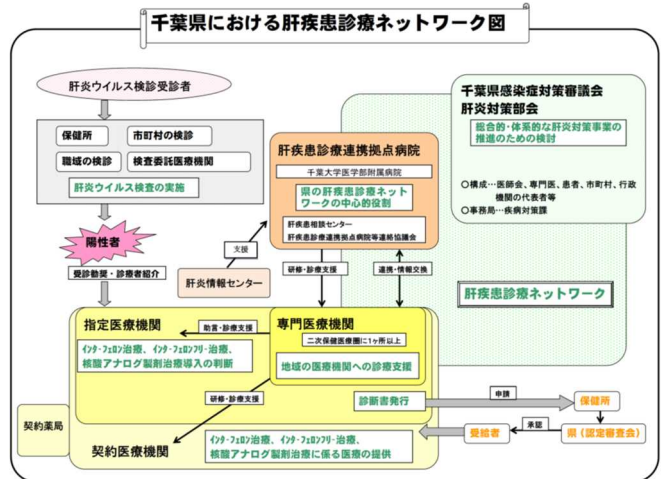 千葉県における肝疾患診療ネットワーク図
肝炎ウイルス検診受診者
保健所
市町村の検診
職域の検診
検査委託医療機関
肝炎ウイルス検査の実施
陽性者
受診勧奨・診療者紹介
肝疾患診療連携拠点病院
千葉大学医学部附属病院
県の肝疾患診療ネット
ワークの中心的役割
肝疾患相談センター
肝疾患診療連携拠点病院等連絡協議会
支援
肝炎情報センター
研修・診療支援
連携・情報交換
千葉県感染症対策審議会
肝炎対策部会
総合的・体系的な肝炎対策事業の
推進のための検討
○構成…医師会、専門医、患者、市町村、行政
機関の代表者等
○事務局…疾病対策課
肝疾患診療ネットワーク
指定医療機関
助言・診療支援
専門医療機関
二次保健医療圏に1ヶ所以上
地域の医療機関への診療支援
ｲﾝﾀｰﾌｪﾛﾝ治療、ｲﾝﾀｰﾌｪﾛﾝﾌﾘｰ治療、
核酸アナログ製剤治療導入の判断
研修・診療支援
診断書発行
申請
保健所
県（認定審査会）
承認
受給者
契約薬局
契約医療機関
ｲﾝﾀｰﾌｪﾛﾝ治療、ｲﾝﾀｰﾌｪﾛﾝﾌﾘｰ治療、
核酸アナログ製剤治療に係る医療の提供